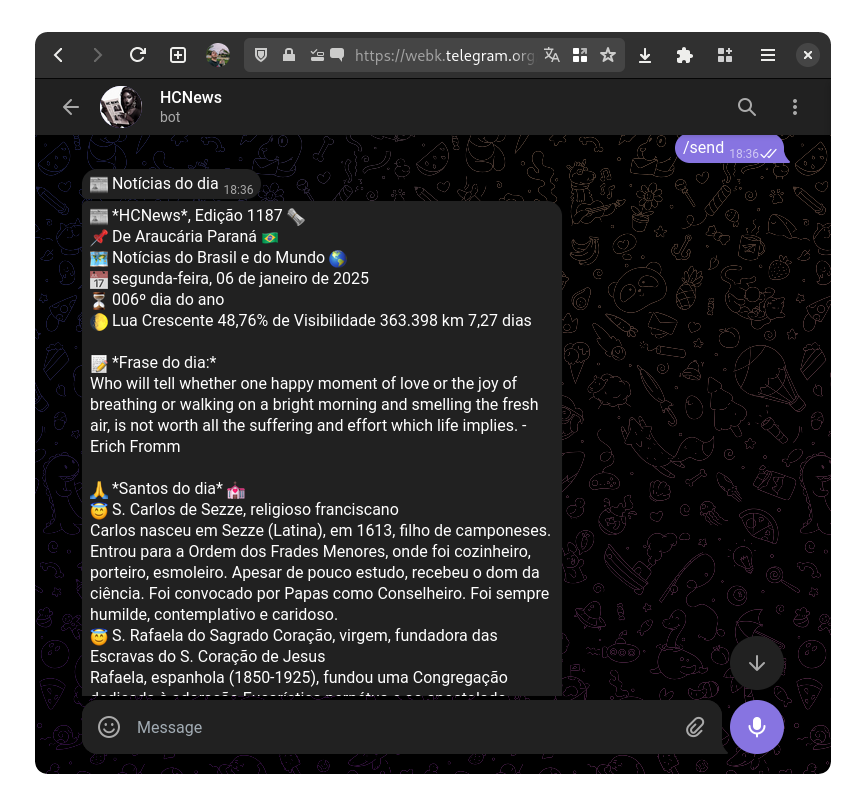 https://webk.telegram.org
HCNews
bot
/send 18:36
Notícias do dia 18:36
*HCNews*, Edição 1187
De Araucária Paraná
Notícias do Brasil e do Mundo
segunda-feira, 06 de janeiro de 2025
006º dia do ano
Lua Crescente 48,76% de Visibilidade 363.398 km 7,27 dias
*Frase do dia:*
Who will tell whether one happy moment of love or the joy of
breathing or walking on a bright morning and smelling the fresh
air, is not worth all the suffering and effort which life implies. -
Erich Fromm
*Santos do dia*
S. Carlos de Sezze, religioso franciscano
Carlos nasceu em Sezze (Latina), em 1613, filho de camponeses.
Entrou para a Ordem dos Frades Menores, onde foi cozinheiro,
porteiro, esmoleiro. Apesar de pouco estudo, recebeu o dom da
ciência. Foi convocado por Papas como Conselheiro. Foi sempre
humilde, contemplativo e caridoso.
S. Rafaela do Sagrado Coração, virgem, fundadora das
Escravas do S. Coração de Jesus
Rafaela, espanhola (1850-1925), fundou uma Congregação
Message